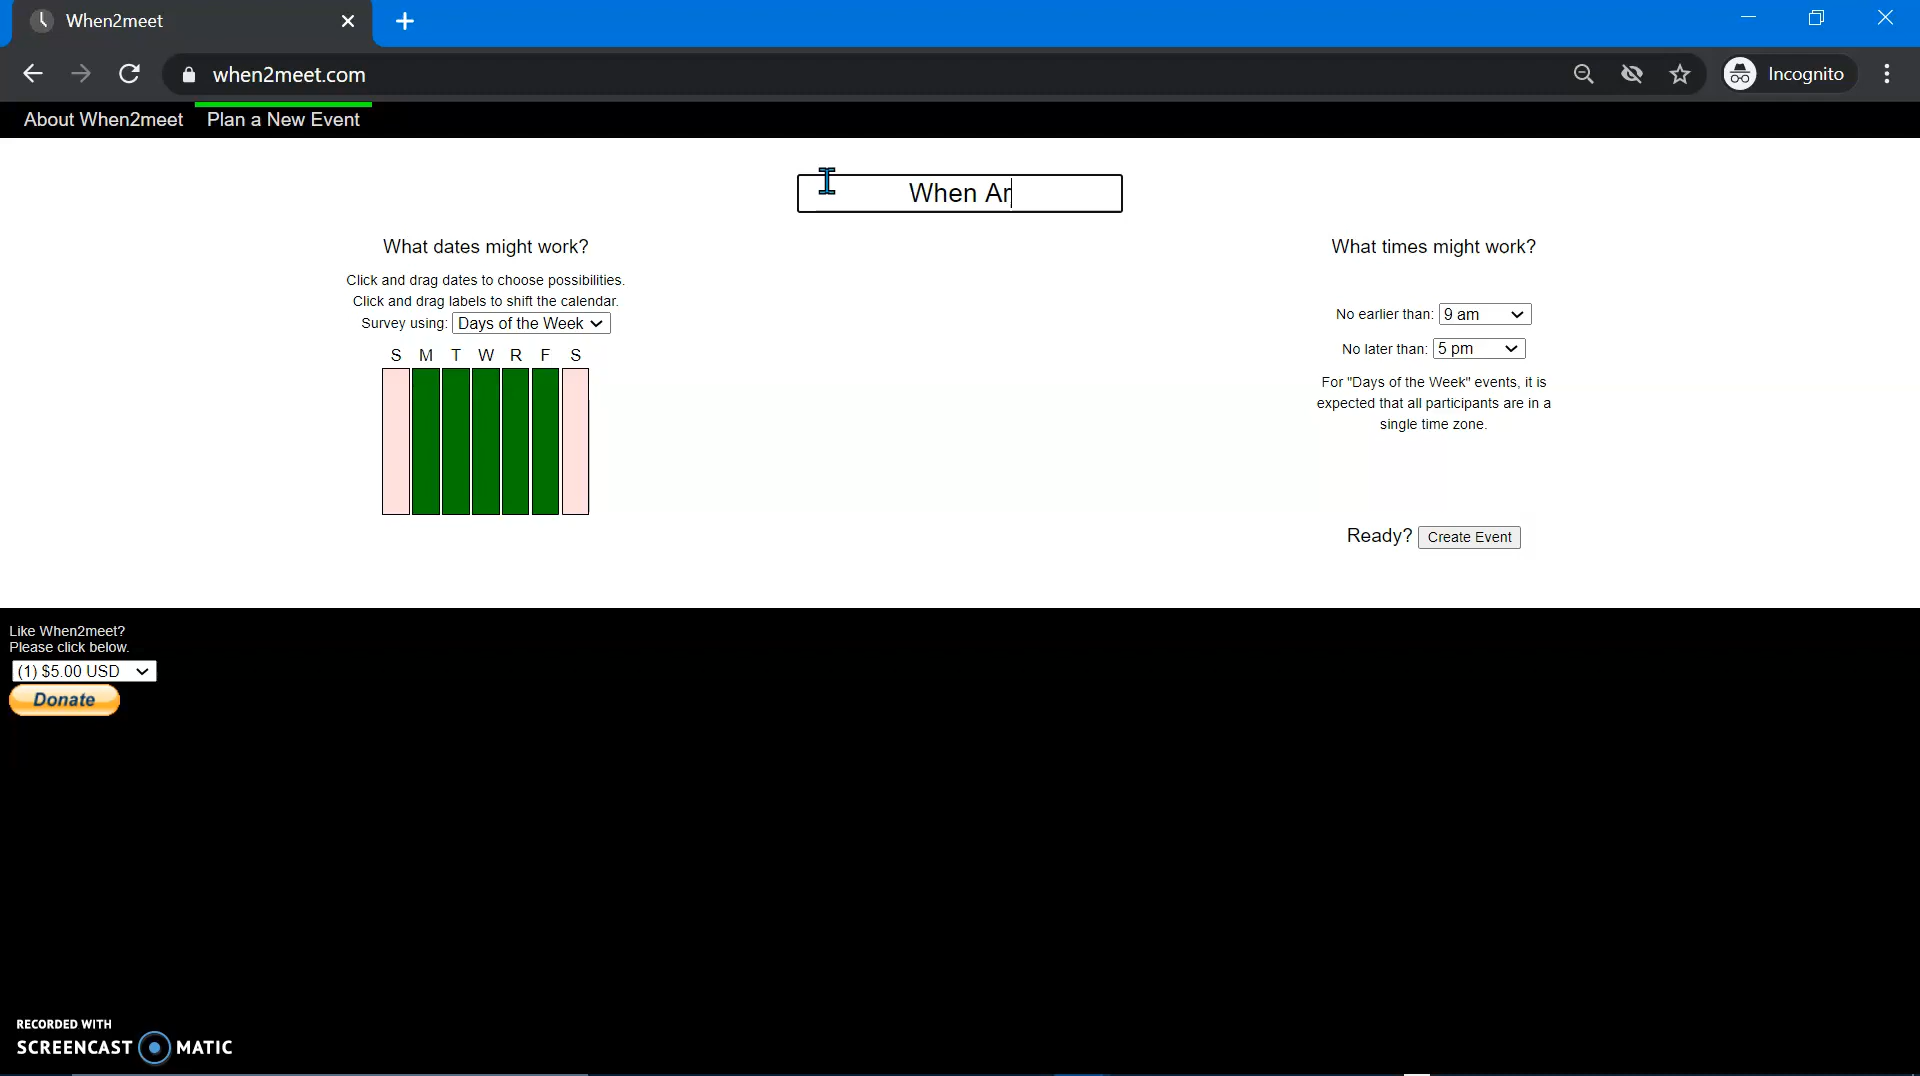 When2meet
when2meet.com
Incognito
About When2meet Plan a New Event
When Ar
What dates might work?
Click and drag dates to choose possibilities.
Click and drag labels to shift the calendar.
Survey using: Days of the Week
S M T W R F S
What times might work?
No earlier than: 9 am
No later than: 5 pm
For "Days of the Week" events, it is
expected that all participants are in a
single time zone.
Ready? Create Event
Like When2meet?
Please click below.
(1) $5.00 USD
Donate
RECORDED WITH
SCREENCAST MATIC